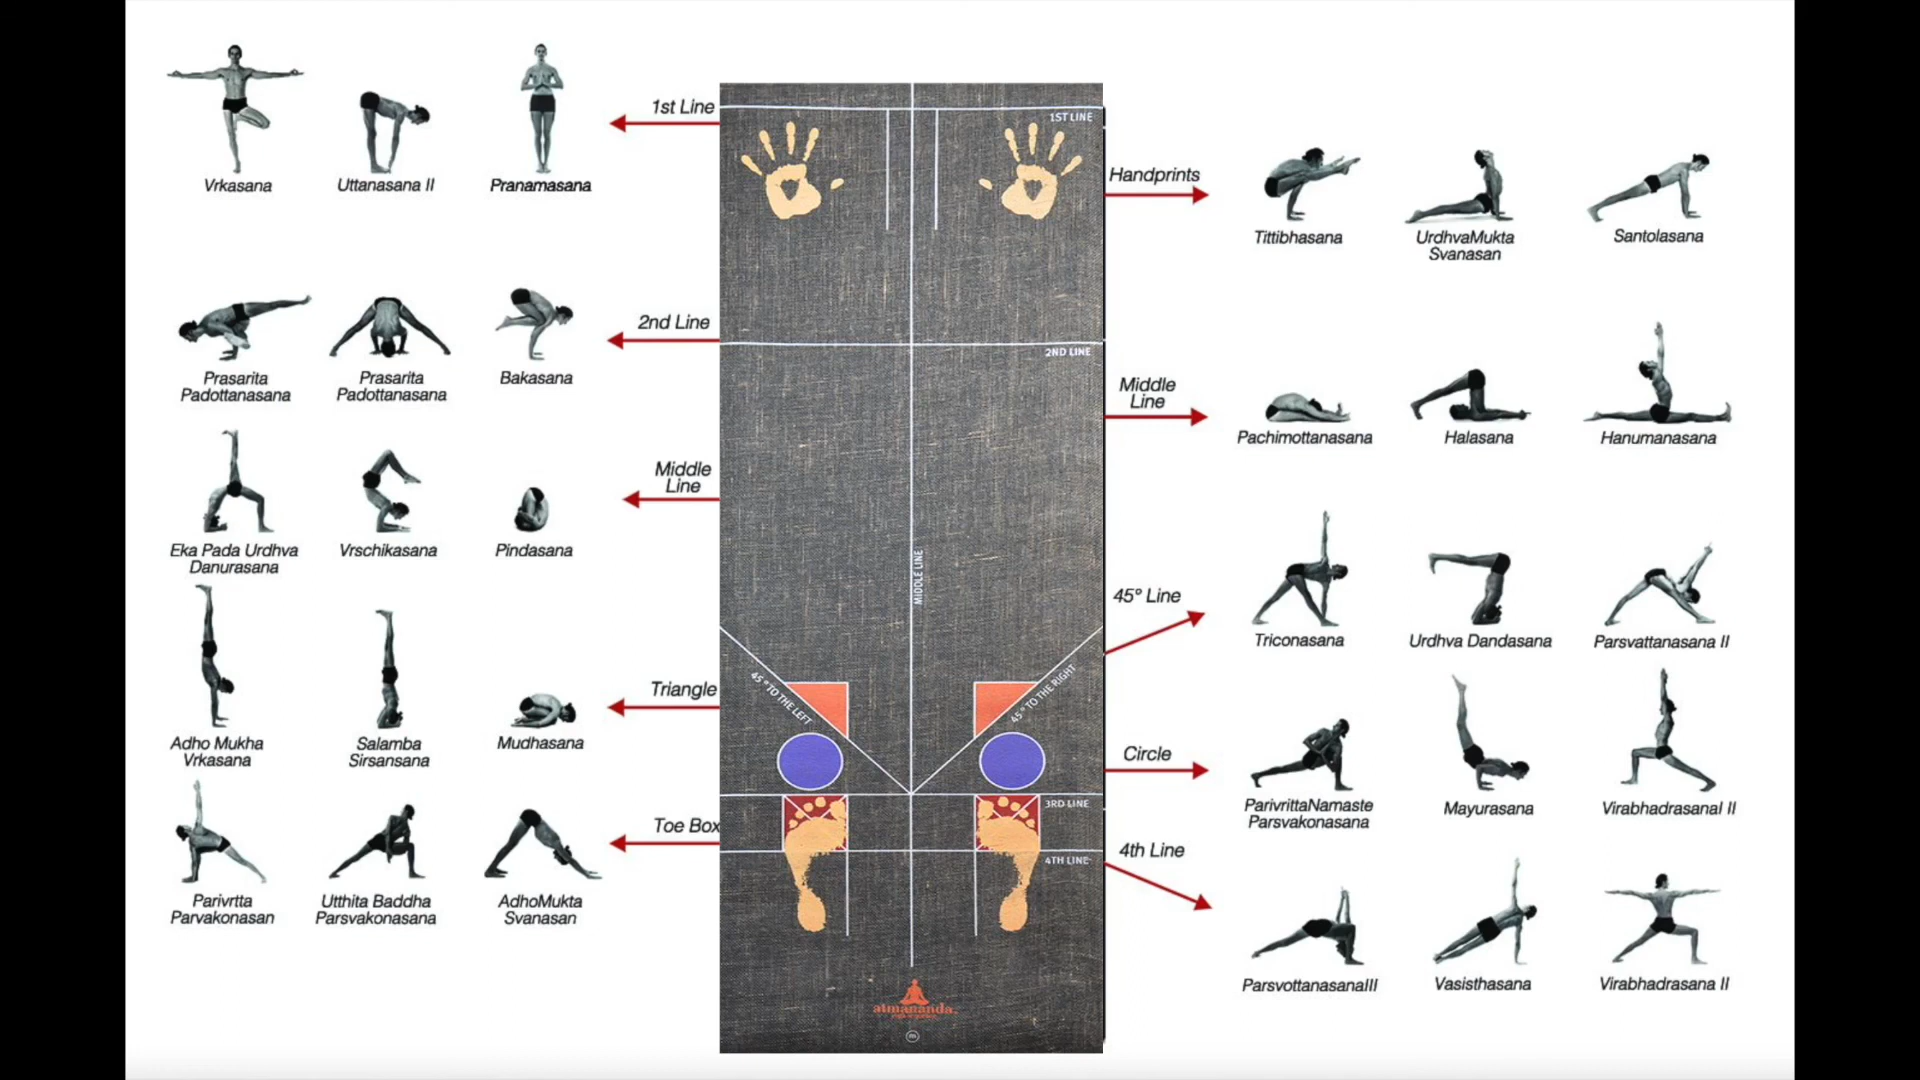 1st Line
Vrkasana
Uttanasana II
Pranamasana
2nd Line
Prasarita
Padottanasana
Prasarita
Padottanasana
Bakasana
Middle
Line
Eka Pada Urdhva
Danurasana
Vrschikasana
Pindasana
Triangle
Adho Mukha
Vrkasana
Salamba
Sirsansana
Mudhasana
Toe Box
Parivrtta
Parvakonasan
Utthita Baddha
Parsvakonasana
AdhoMukta
Svanasan
1ST LINE
2ND LINE
MIDDLE LINE
45° TO THE LEFT
45° TO THE RIGHT
3RD LINE
4TH LINE
atmananda
Handprints
Tittibhasana
UrdhvaMukta
Svanasan
Santolasana
Middle
Line
Pachimottanasana
Halasana
Hanumanasana
45° Line
Triconasana
Urdhva Dandasana
Parsvattanasana II
Circle
ParivrittaNamaste
Parsvakonasana
Mayurasana
Virabhadrasanal II
4th Line
ParsvottanasanaIII
Vasisthasana
Virabhadrasana II